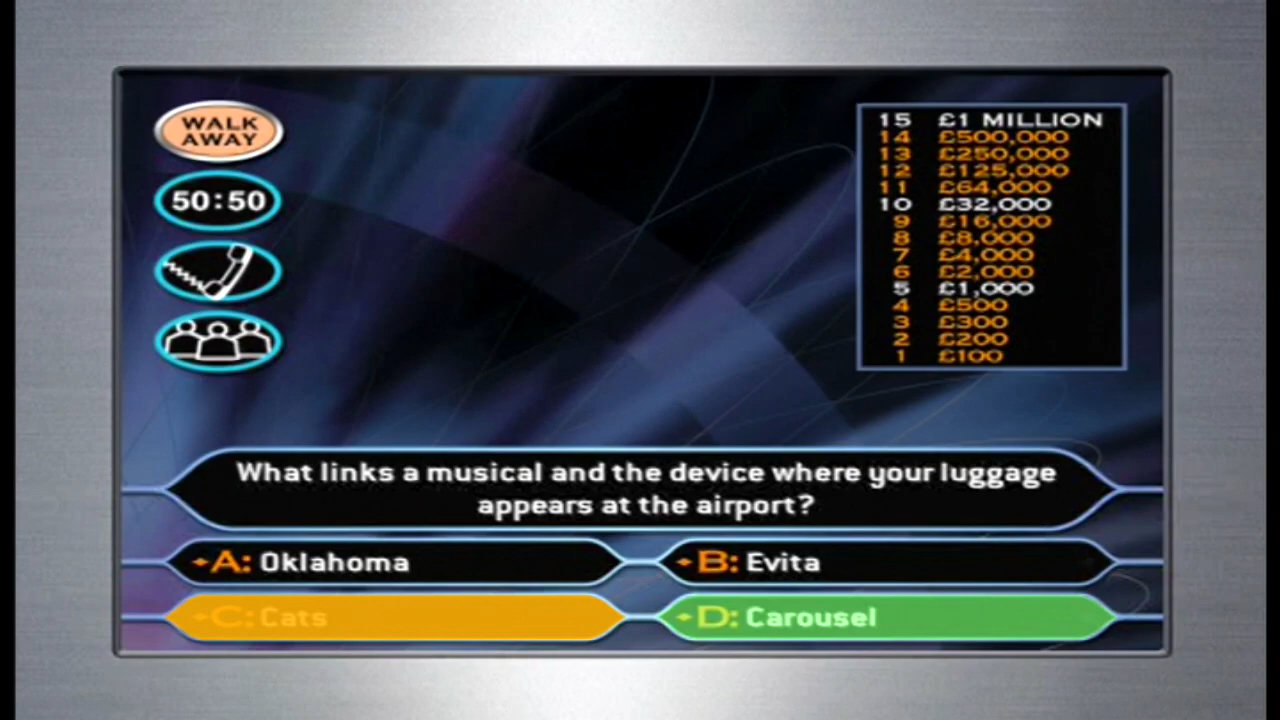 WALK
AWAY
50:50
15 £1 MILLION
14 £500,000
13 £250,000
12 £125,000
11 £64,000
10 £32,000
9 £16,000
8 £8,000
7 £4,000
6 £2,000
5 £1,000
4 £500
3 £300
2 £200
1 £100
What links a musical and the device where your luggage
appears at the airport?
A: Oklahoma
B: Evita
C: Cats
D: Carousel